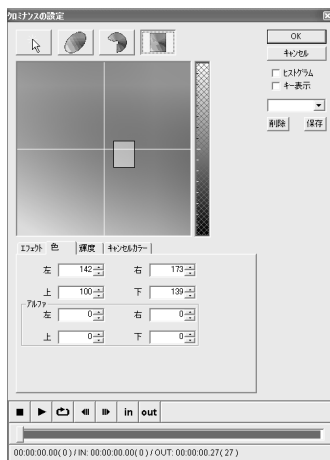 クロミナンスの設定
OK
キャンセル
ヒストグラム
キー表示
削除 保存
エフェクト 色 輝度 キャンセルカラー
左 142 右 173
上 100 下 139
アルファ
左 0 右 0
上 0 下 0
in out
00:00:00.00( 0 ) / IN: 00:00:00.00( 0 ) / OUT: 00:00:00.27( 27 )